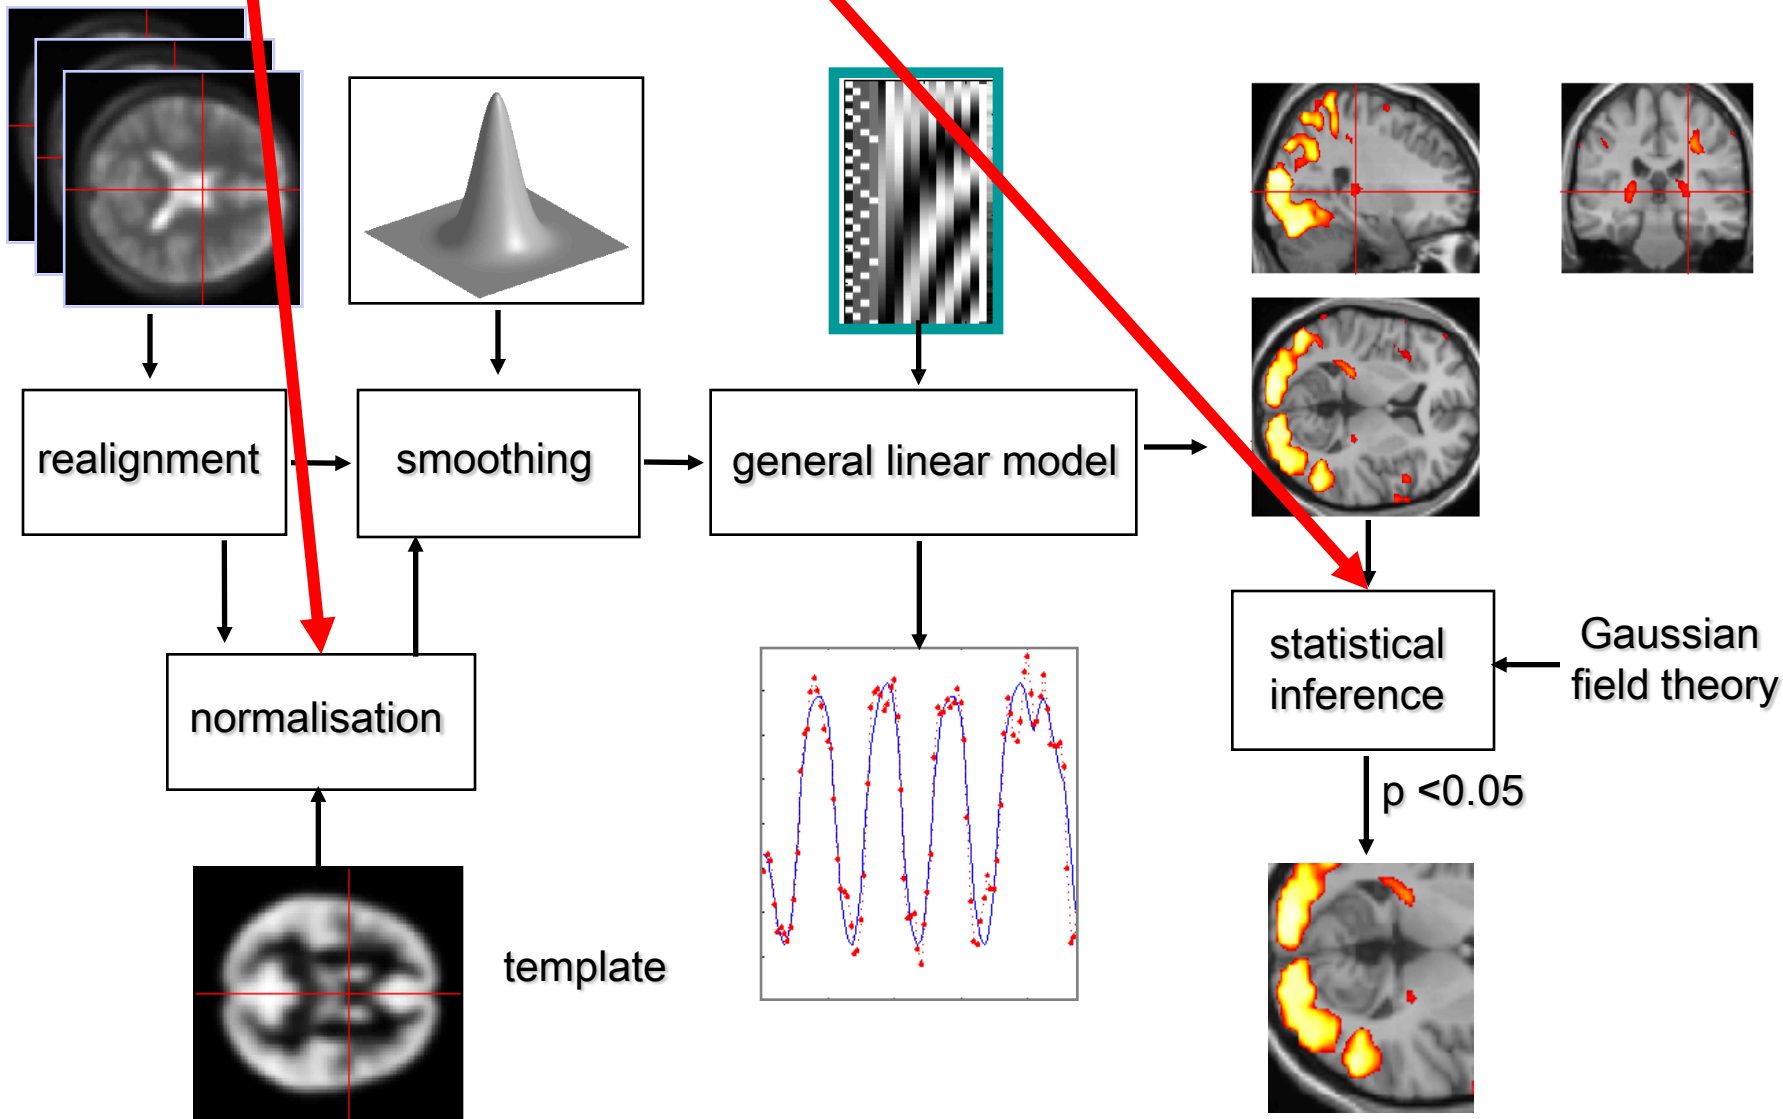 realignment
smoothing
general linear model
statistical
inference
Gaussian
field theory
normalisation
p <0.05
template